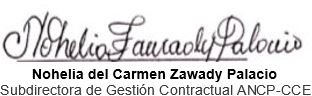 Nohelia Zawady Palacio
Nohelia del Carmen Zawady Palacio
Subdirectora de Gestión Contractual ANCP-CCE